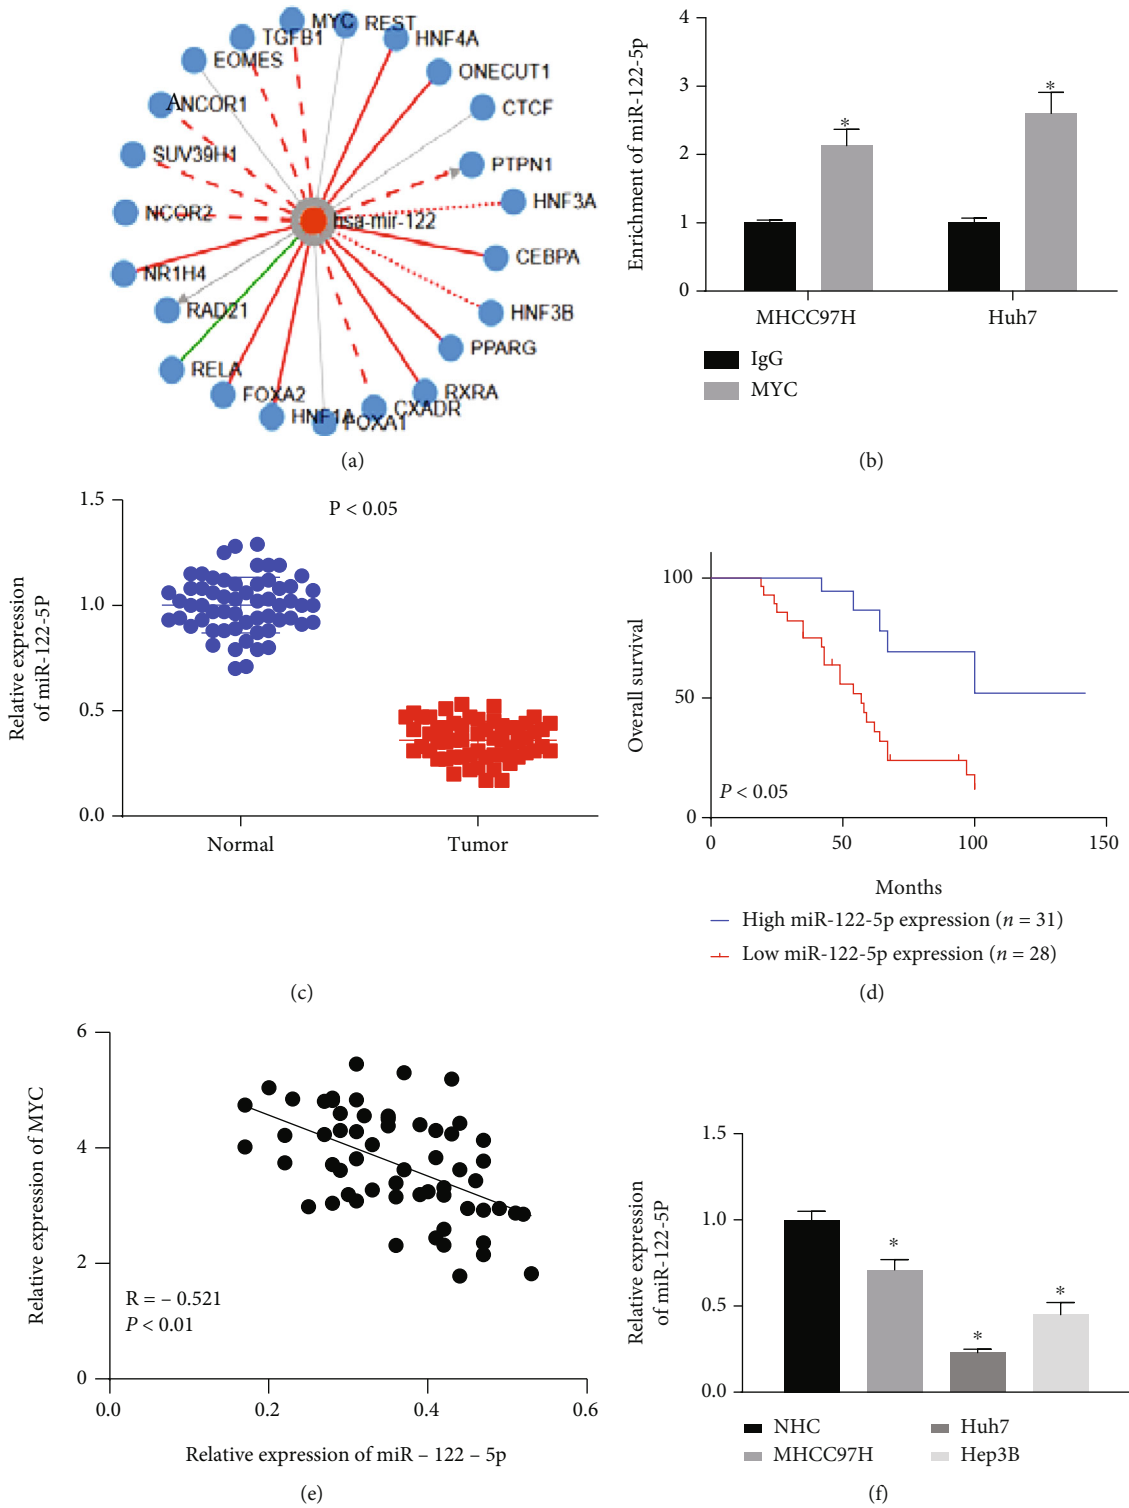 MYC
REST
TGFB1
HNF4A
EOMES
ONECUT1
ANCOR1
CTCF
SUV39H1
PTPN1
NCOR2
HNF3A
hsa-mir-122
NR1H4
CEBPA
RAD21
HNF3B
RELA
PPARG
FOXA2
RXRA
HNF1A
CXADR
FOXA1
(a)
Enrichment of miR-122-5p
4
3
2
1
0
* *
MHCC97H Huh7
IgG
MYC
(b)
Relative expression
of miR-122-5P
1.5
1.0
0.5
0.0
P < 0.05
Normal Tumor
(c)
Overall survival
100
50
0
P < 0.05
0 50 100 150
Months
High miR-122-5p expression (n = 31)
Low miR-122-5p expression (n = 28)
(d)
Relative expression of MYC
6
4
2
0
R = – 0.521
P < 0.01
0.0 0.2 0.4 0.6
Relative expression of miR – 122 – 5p
(e)
Relative expression
of miR-122-5P
1.5
1.0
0.5
0.0
* * *
NHC Huh7
MHCC97H Hep3B
(f)